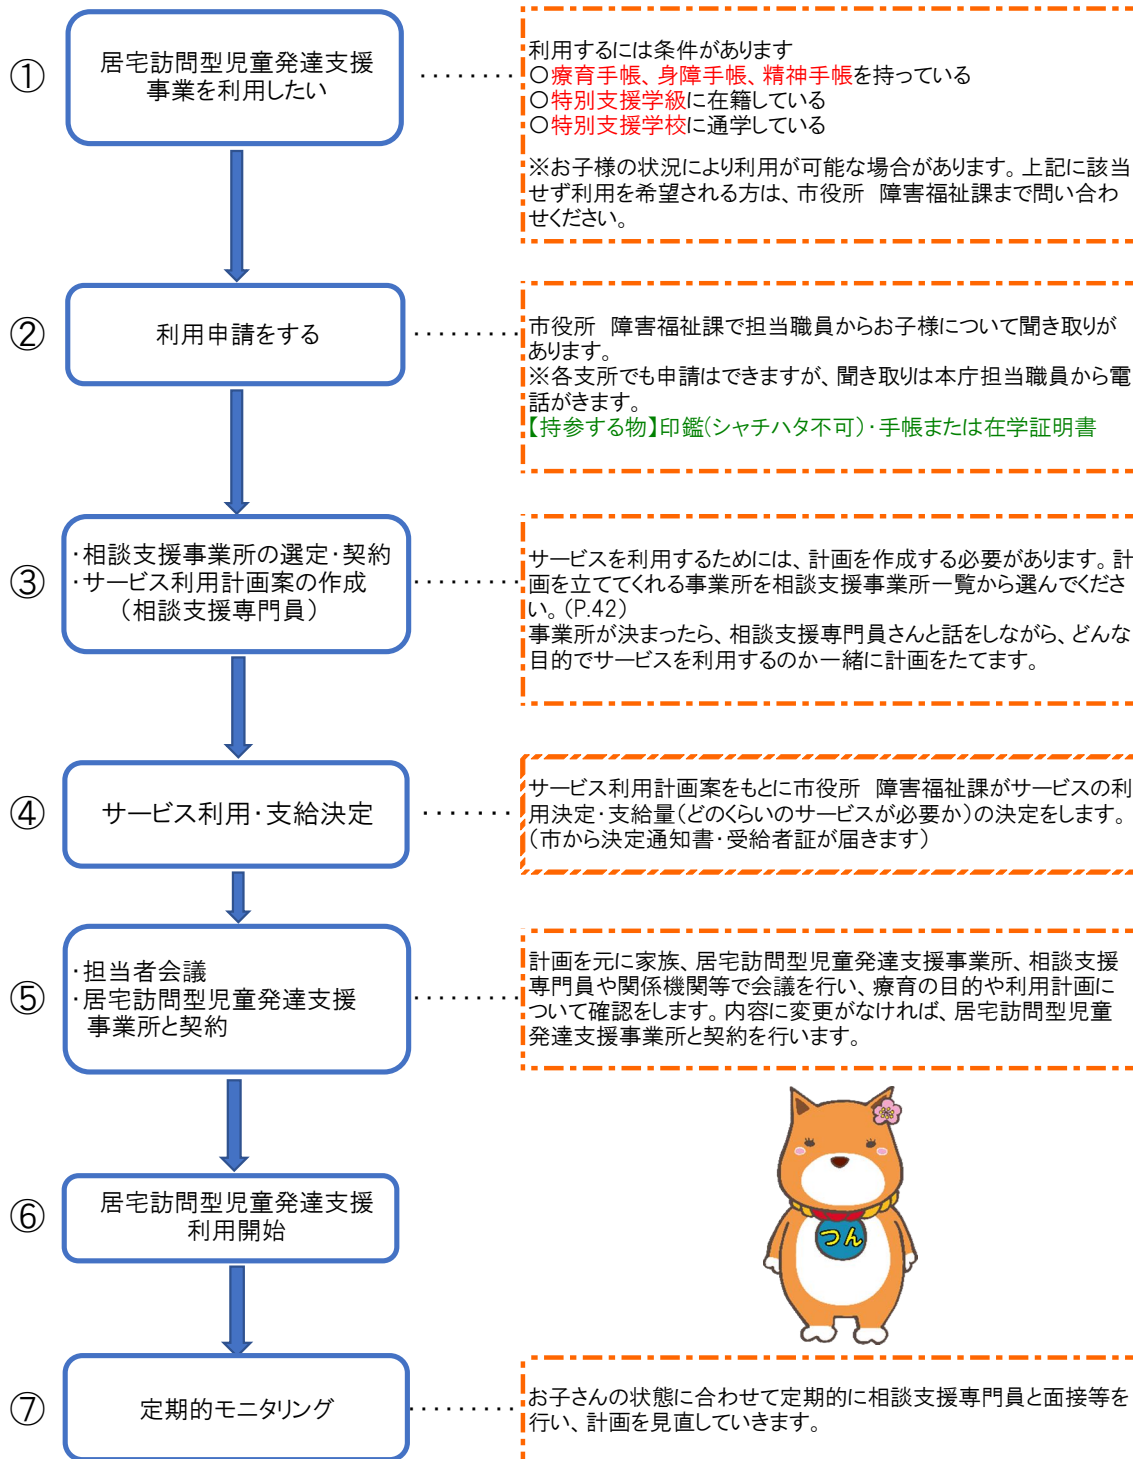 ①
居宅訪問型児童発達支援
事業を利用したい
利用するには条件があります
○療育手帳、身障手帳、精神手帳を持っている
○特別支援学級に在籍している
○特別支援学校に通学している
※お子様の状況により利用が可能な場合があります。上記に該当
せず利用を希望される方は、市役所　障害福祉課まで問い合わ
せください。
②
利用申請をする
市役所　障害福祉課で担当職員からお子様について聞き取りが
あります。
※各支所でも申請はできますが、聞き取りは本庁担当職員から電
話がきます。
【持参する物】印鑑(シャチハタ不可)・手帳または在学証明書
③
・相談支援事業所の選定・契約
・サービス利用計画案の作成
（相談支援専門員）
サービスを利用するためには、計画を作成する必要があります。計
画を立ててくれる事業所を相談支援事業所一覧から選んでくださ
い。(P.42)
事業所が決まったら、相談支援専門員さんと話をしながら、どんな
目的でサービスを利用するのか一緒に計画をたてます。
④
サービス利用・支給決定
サービス利用計画案をもとに市役所　障害福祉課がサービスの利
用決定・支給量(どのくらいのサービスが必要か)の決定をします。
(市から決定通知書・受給者証が届きます)
⑤
・担当者会議
・居宅訪問型児童発達支援
事業所と契約
計画を元に家族、居宅訪問型児童発達支援事業所、相談支援
専門員や関係機関等で会議を行い、療育の目的や利用計画に
ついて確認をします。内容に変更がなければ、居宅訪問型児童
発達支援事業所と契約を行います。
つん
⑥
居宅訪問型児童発達支援
利用開始
⑦
定期的モニタリング
お子さんの状態に合わせて定期的に相談支援専門員と面接等を
行い、計画を見直していきます。